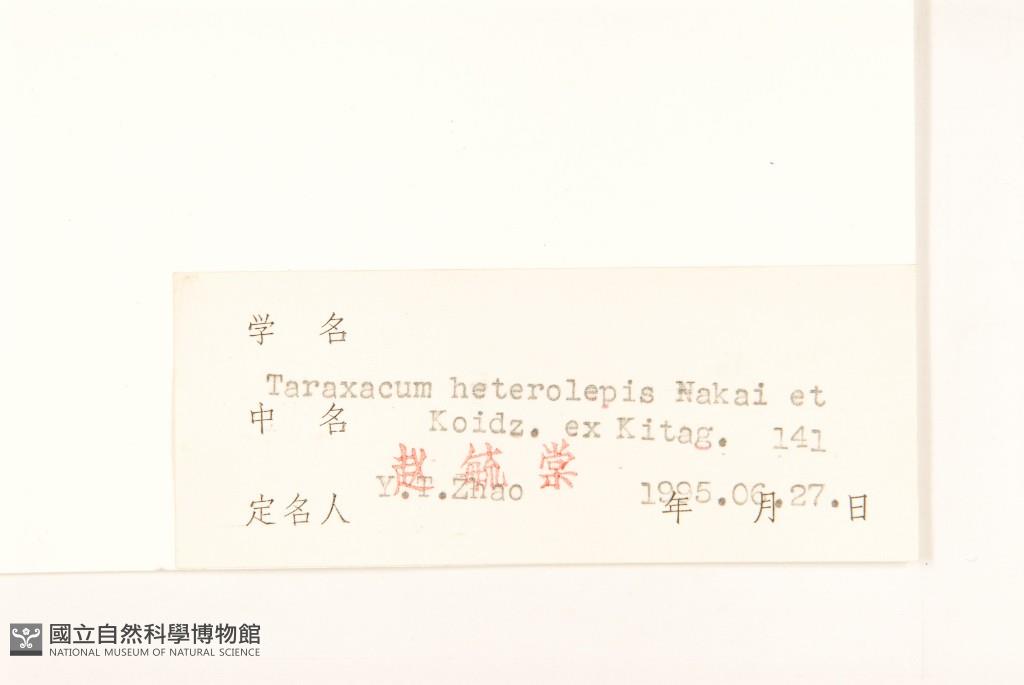 学 名
Taraxacum heterolepis Nakai et
中 名 Koidz. ex Kitag. 141
赵 毓 棠
Y.T.Zhao 1995.06.27.
定名人 年 月 日
國立自然科學博物館
NATIONAL MUSEUM OF NATURAL SCIENCE